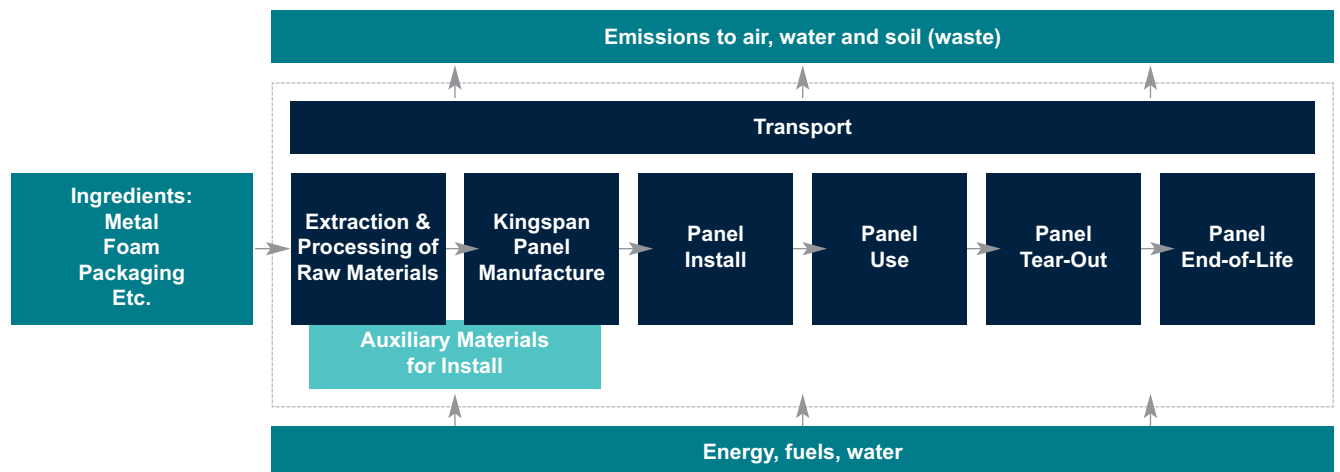 Emissions to air, water and soil (waste)
Transport
Ingredients:
Metal
Foam
Packaging
Etc.
Extraction &
Processing of
Raw Materials
Kingspan
Panel
Manufacture
Panel
Install
Panel
Use
Panel
Tear-Out
Panel
End-of-Life
Auxiliary Materials
for Install
Energy, fuels, water